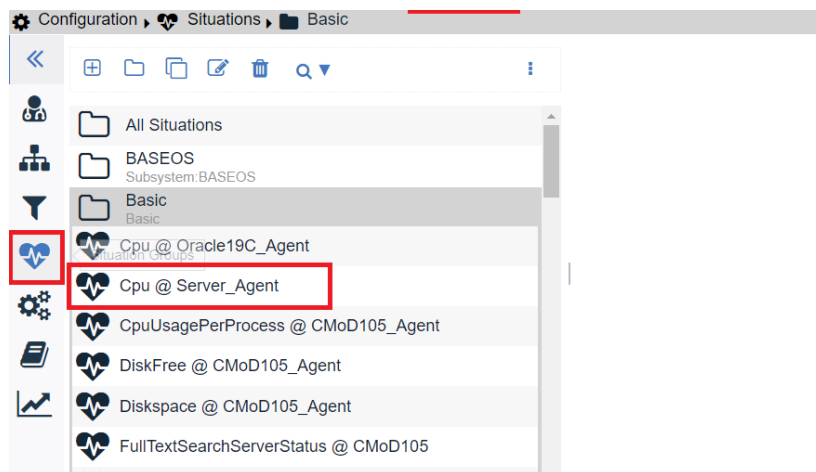 Configuration Situations Basic
All Situations
BASEOS
Subsystem:BASEOS
Basic
Basic
Cpu @ Oracle19C_Agent
Situation Groups
Cpu @ Server_Agent
CpuUsagePerProcess @ CMoD105_Agent
DiskFree @ CMoD105_Agent
Diskspace @ CMoD105_Agent
FullTextSearchServerStatus @ CMoD105